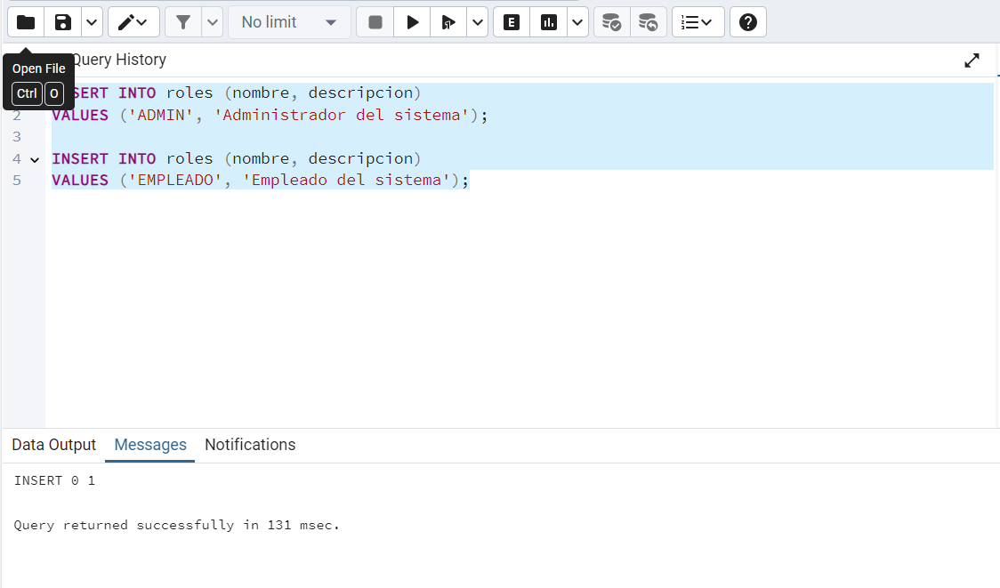 No limit
E
Open File
Ctrl O
Query History
SERT INTO roles (nombre, descripcion)
2 VALUES ('ADMIN', 'Administrador del sistema');
3
4 INSERT INTO roles (nombre, descripcion)
5 VALUES ('EMPLEADO', 'Empleado del sistema');
Data Output Messages Notifications
INSERT 0 1
Query returned successfully in 131 msec.